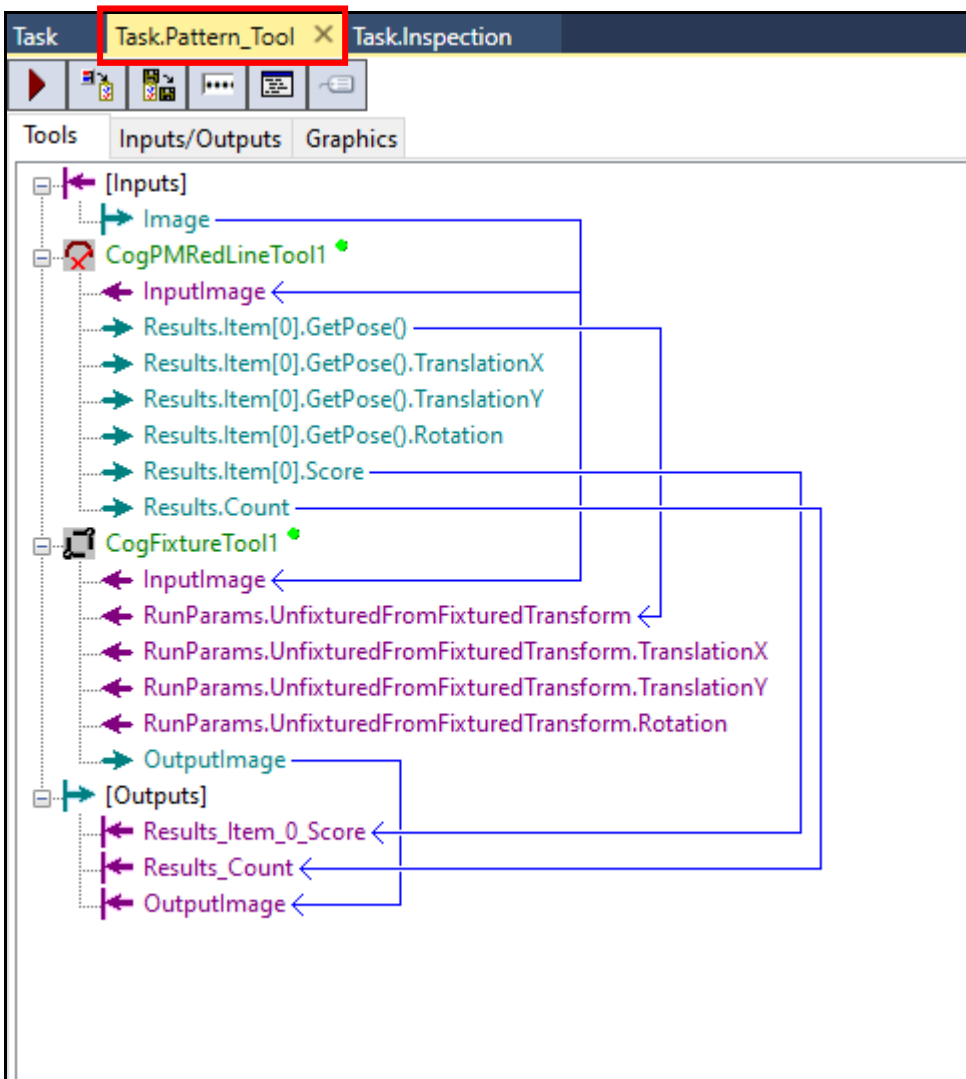 Task Task.Pattern_Tool Task.Inspection
Tools Inputs/Outputs Graphics
[Inputs]
Image
CogPMRedLineTool1
InputImage
Results.Item[0].GetPose()
Results.Item[0].GetPose().TranslationX
Results.Item[0].GetPose().TranslationY
Results.Item[0].GetPose().Rotation
Results.Item[0].Score
Results.Count
CogFixtureTool1
InputImage
RunParams.UnfixturedFromFixturedTransform
RunParams.UnfixturedFromFixturedTransform.TranslationX
RunParams.UnfixturedFromFixturedTransform.TranslationY
RunParams.UnfixturedFromFixturedTransform.Rotation
OutputImage
[Outputs]
Results_Item_0_Score
Results_Count
OutputImage